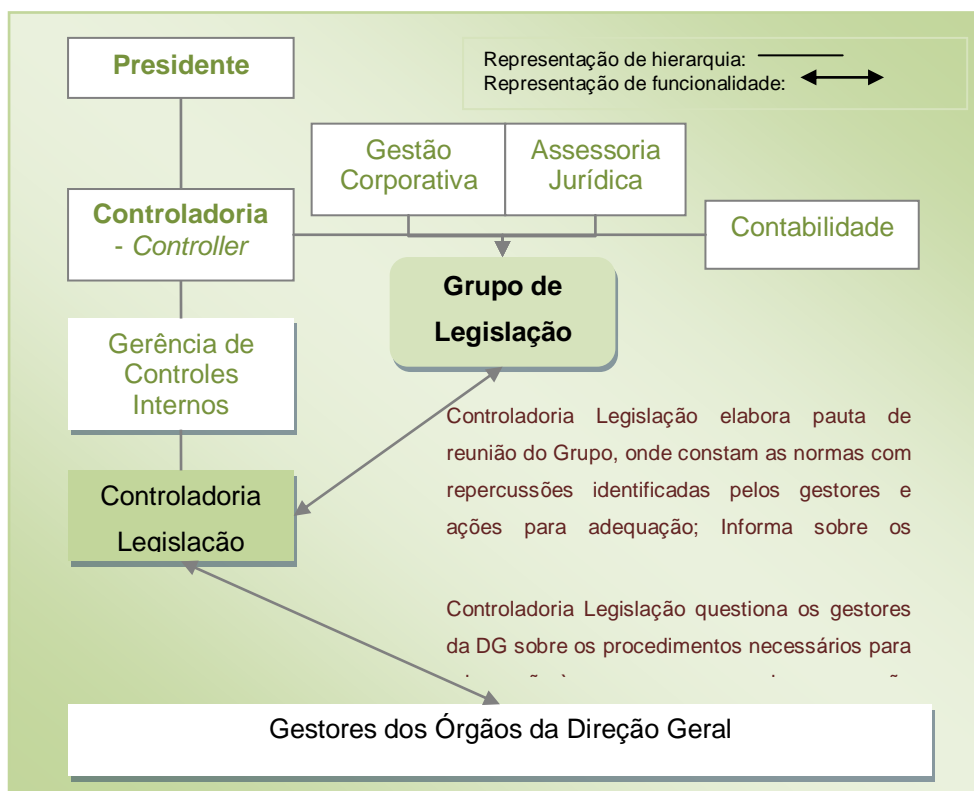 Presidente
Representação de hierarquia:
Representação de funcionalidade:
Gestão
Corporativa
Assessoria
Jurídica
Controladoria
- Controller
Contabilidade
Grupo de
Legislação
Gerência de
Controles
Internos
Controladoria Legislação elabora pauta de
reunião do Grupo, onde constam as normas com
repercussões identificadas pelos gestores e
ações para adequação; Informa sobre os
Controladoria
Legislação
Controladoria Legislação questiona os gestores
da DG sobre os procedimentos necessários para
Gestores dos Órgãos da Direção Geral